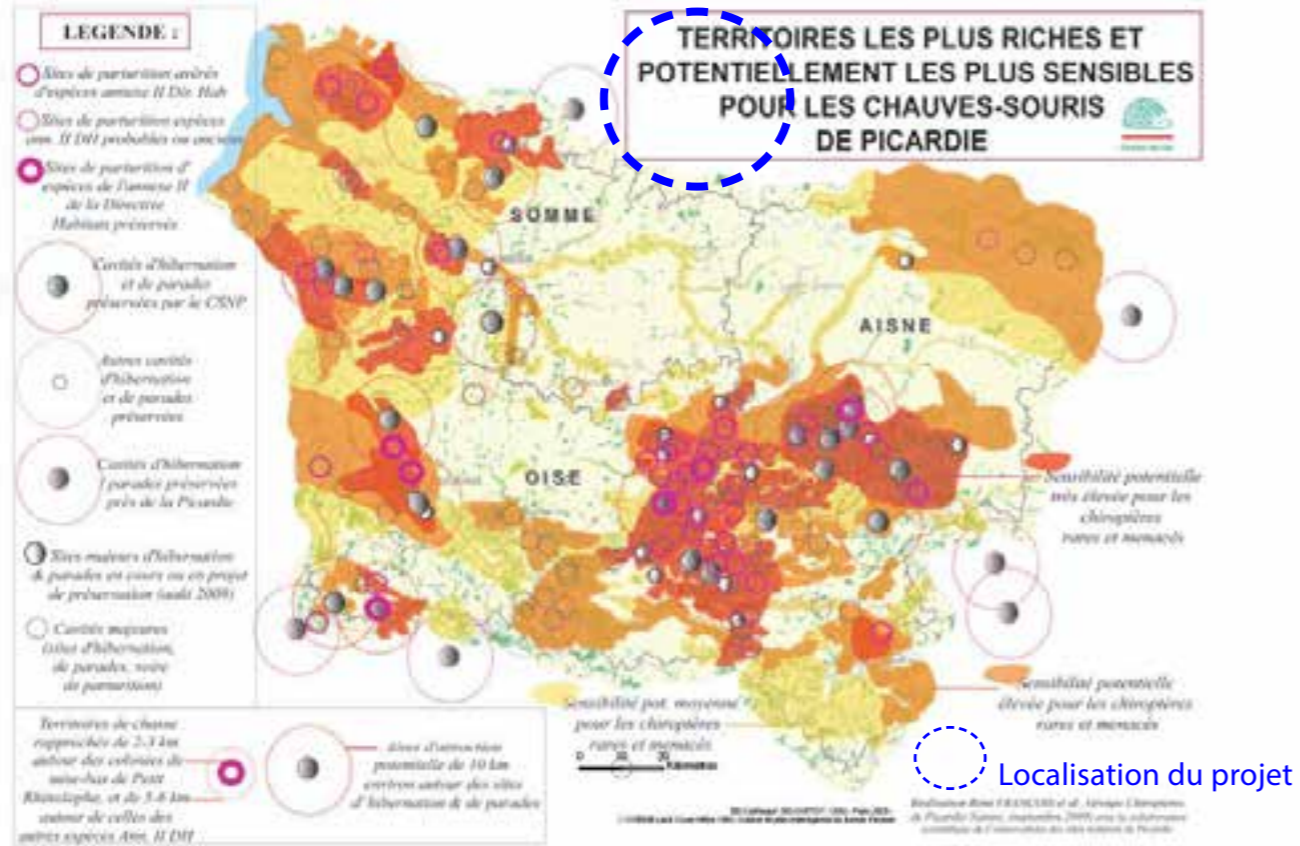 LEGENDE :
Sites de parturition avérés
d'espèces annexe II Dir. Hab
Sites de parturition espèces
ann. II DH probables ou anciens
Sites de parturition d'
espèces de l'annexe II
de la Directive
Habitats préservés
Cavités d'hibernation
et de parades
préservées par le CSNP
Autres cavités
d'hibernation
et de parades
préservées
Cavités d'hibernation
parades préservées
près de la Picardie
Sites majeurs d'hibernation
& parades en cours ou en projet
de préservation (août 2009)
Cavités majeures
(sites d'hibernation,
de parades, voire
de parturition)
Territoires de chasse
rapprochés de 2-3 km
autour des colonies de
mise-bas de Petit
Rhinolophe, et de 5-6 km
autour de celles des
autres espèces Ann. II DH
Aires d'attraction
potentielle de 10 km
environ autour des sites
d'hibernation & de parades
TERRITOIRES LES PLUS RICHES ET
POTENTIELLEMENT LES PLUS SENSIBLES
POUR LES CHAUVES-SOURIS
DE PICARDIE
SOMME
AISNE
OISE
Sensibilité potentielle
très élevée pour les
chiroptères
rares et menacés
Sensibilité potentielle
élevée pour les chiroptères
rares et menacés
Sensibilité pot. moyenne
pour les chiroptères
rares et menacés
0 10 20
Kilomètres
Localisation du projet